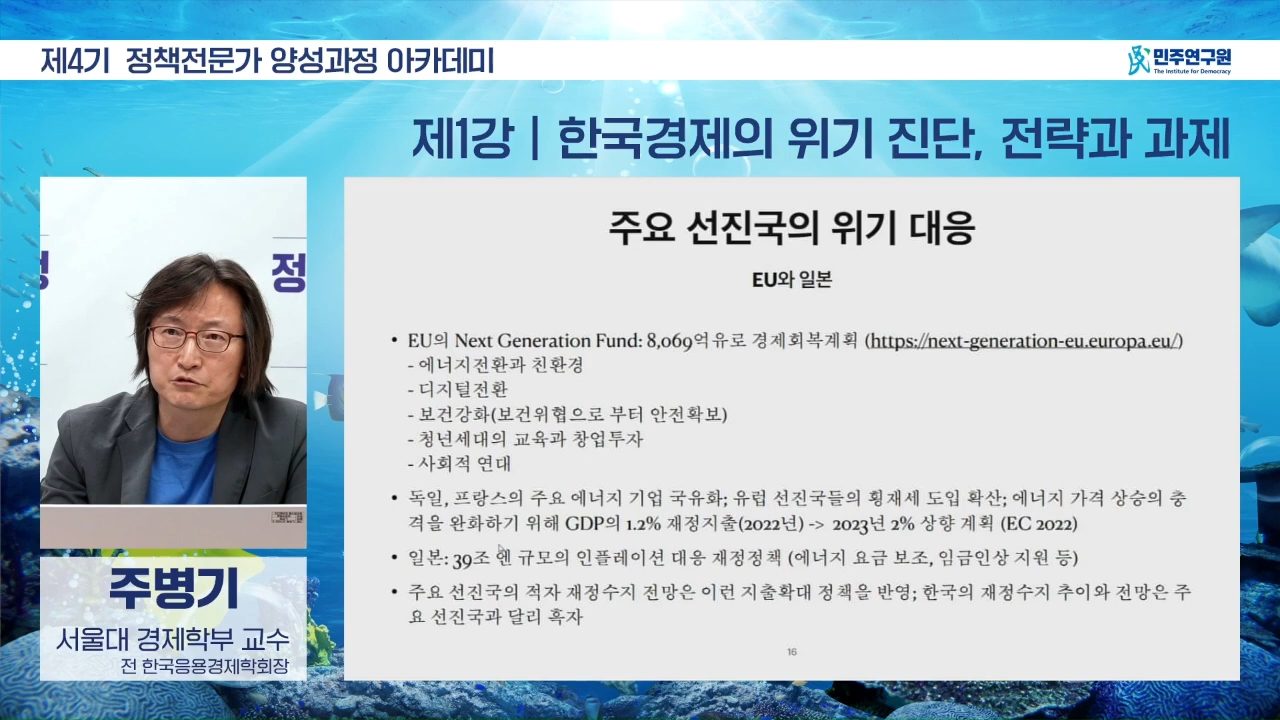 제4기 정책전문가 양성과정 아카데미
민주연구원
The Institute for Democracy
제1강 | 한국경제의 위기 진단, 전략과 과제
정
주요 선진국의 위기 대응
EU와 일본
• EU의 Next Generation Fund: 8,069억유로 경제회복계획 (https://next-generation-eu.europa.eu/)
- 에너지전환과 친환경
- 디지털전환
- 보건강화(보건위협으로 부터 안전확보)
- 청년세대의 교육과 창업투자
- 사회적 연대
• 독일, 프랑스의 주요 에너지 기업 국유화; 유럽 선진국들의 횡재세 도입 확산; 에너지 가격 상승의 충
격을 완화하기 위해 GDP의 1.2% 재정지출(2022년) -> 2023년 2% 상향 계획 (EC 2022)
• 일본: 39조 엔 규모의 인플레이션 대응 재정정책 (에너지 요금 보조, 임금인상 지원 등)
• 주요 선진국의 적자 재정수지 전망은 이런 지출확대 정책을 반영; 한국의 재정수지 추이와 전망은 주
요 선진국과 달리 흑자
16
주병기
서울대 경제학부 교수
전 한국응용경제학회장